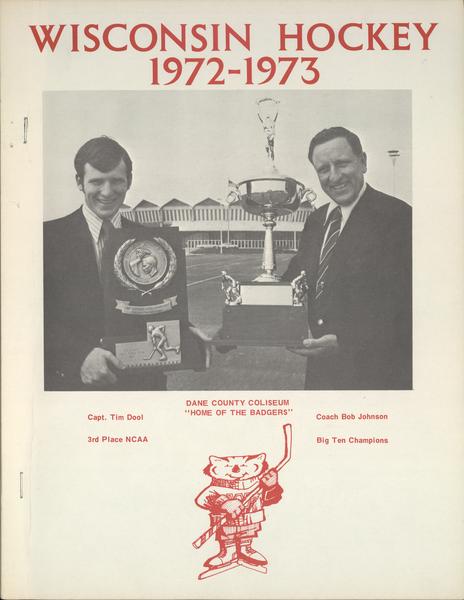 WISCONSIN HOCKEY
1972-1973
DANE COUNTY COLISEUM
"HOME OF THE BADGERS"
Capt. Tim Dool
3rd Place NCAA
Coach Bob Johnson
Big Ten Champions